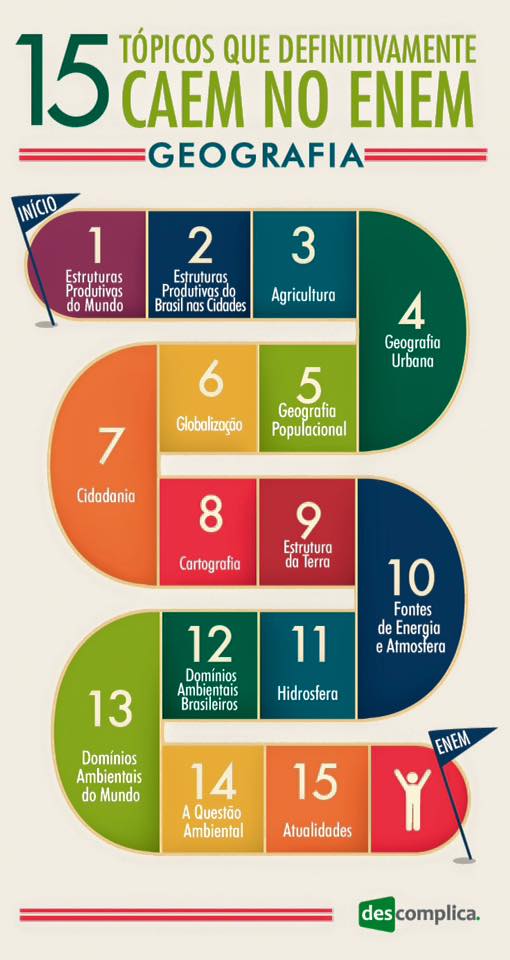 15 TÓPICOS QUE DEFINITIVAMENTE
CAEM NO ENEM
GEOGRAFIA
INÍCIO
1
Estruturas
Produtivas
do Mundo
2
Estruturas
Produtivas do
Brasil nas Cidades
3
Agricultura
4
Geografia
Urbana
5
Geografia
Populacional
6
Globalização
7
Cidadania
8
Cartografia
9
Estrutura
da Terra
10
Fontes
de Energia
e Atmosfera
11
Hidrosfera
12
Domínios
Ambientais
Brasileiros
13
Domínios
Ambientais
do Mundo
14
A Questão
Ambiental
15
Atualidades
ENEM
descomplica.